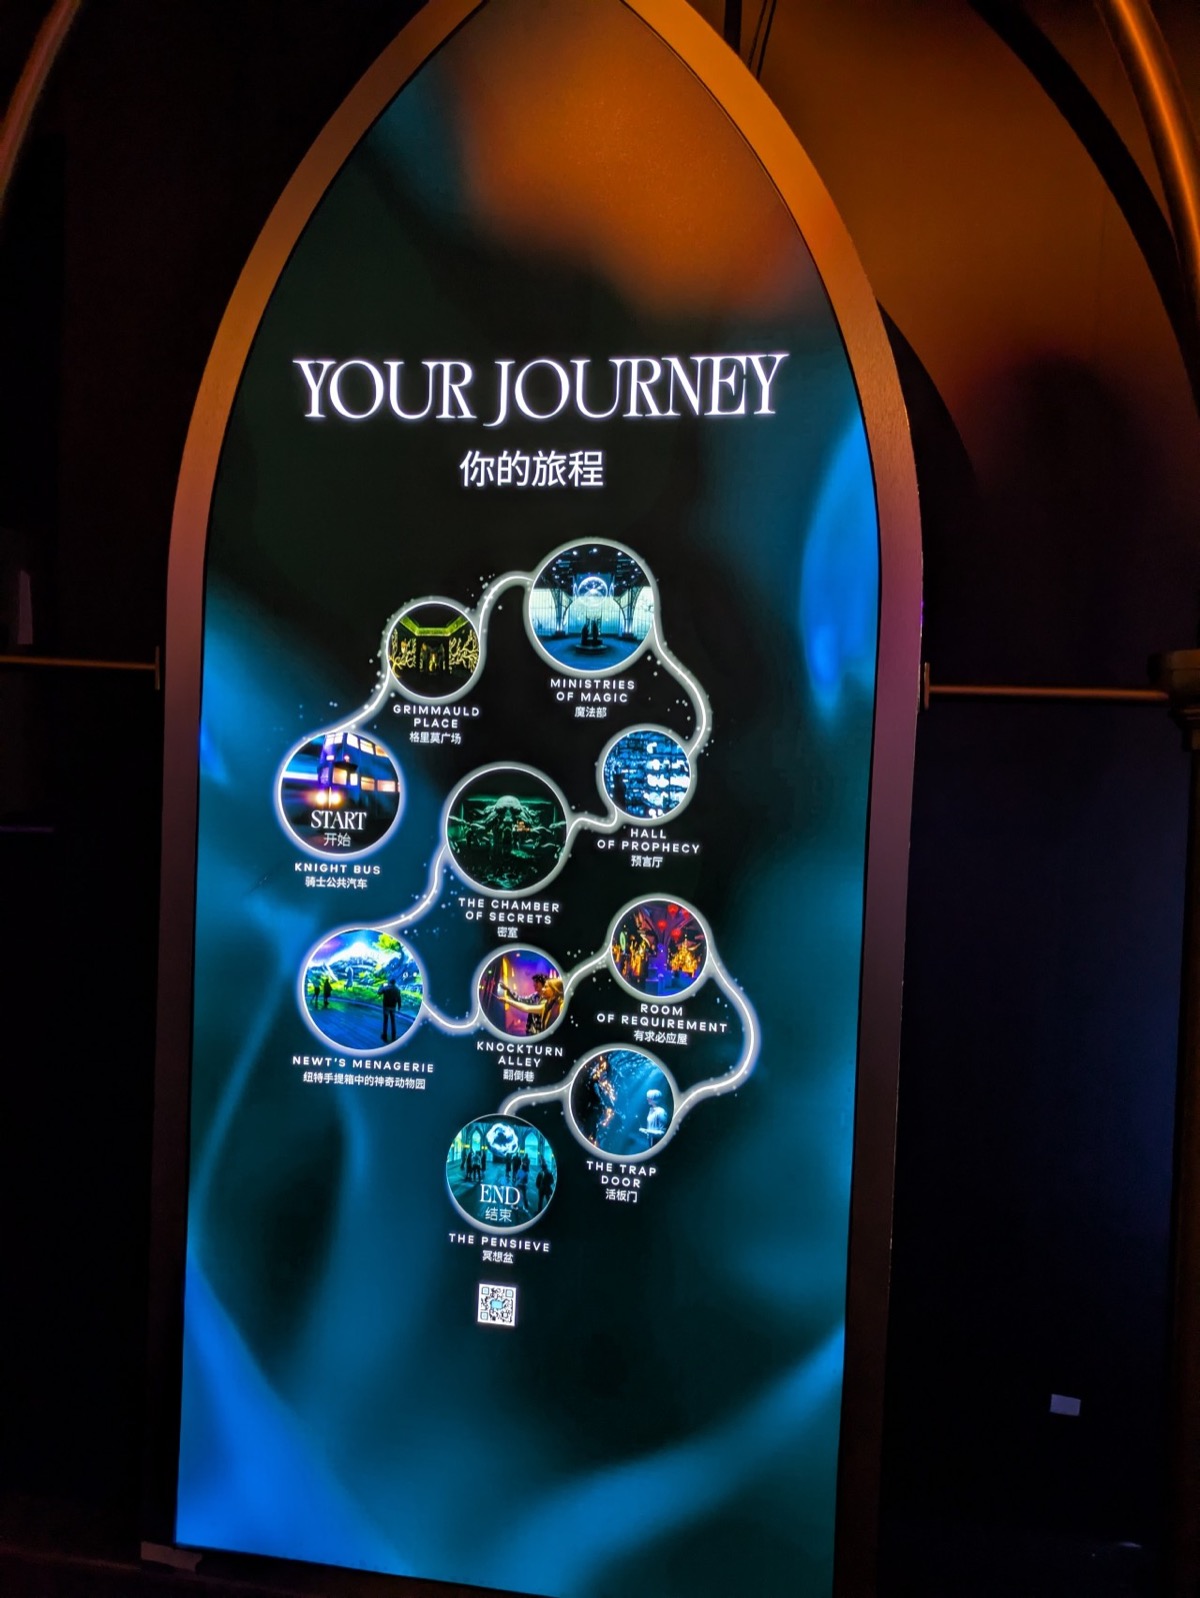 YOUR JOURNEY
你的旅程
MINISTRIES
OF MAGIC
魔法部
GRIMMAULD
PLACE
格里莫广场
START
开始
KNIGHT BUS
骑士公共汽车
HALL
OF PROPHECY
预言厅
THE CHAMBER
OF SECRETS
密室
NEWT'S MENAGERIE
纽特手提箱中的神奇动物园
KNOCKTURN
ALLEY
翻倒巷
ROOM
OF REQUIREMENT
有求必应屋
THE TRAP
DOOR
活板门
END
结束
THE PENSIEVE
冥想盆